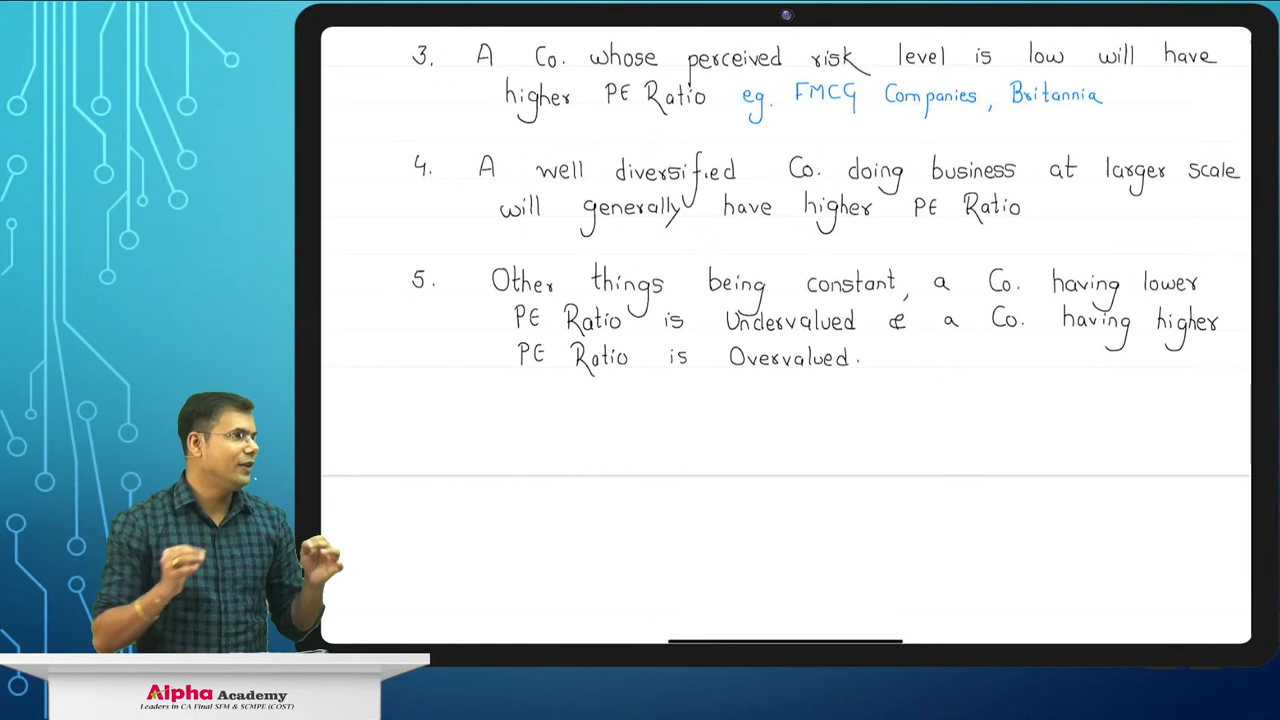 3. A Co. whose perceived risk level is low will have
higher PE Ratio eg. FMCG Companies, Britannia
4. A well diversified Co. doing business at larger scale
will generally have higher PE Ratio
5. Other things being constant, a Co. having lower
PE Ratio is Undervalued & a Co. having higher
PE Ratio is Overvalued.
Alpha Academy
Leaders in CA Final SFM & SCMPE (COST)